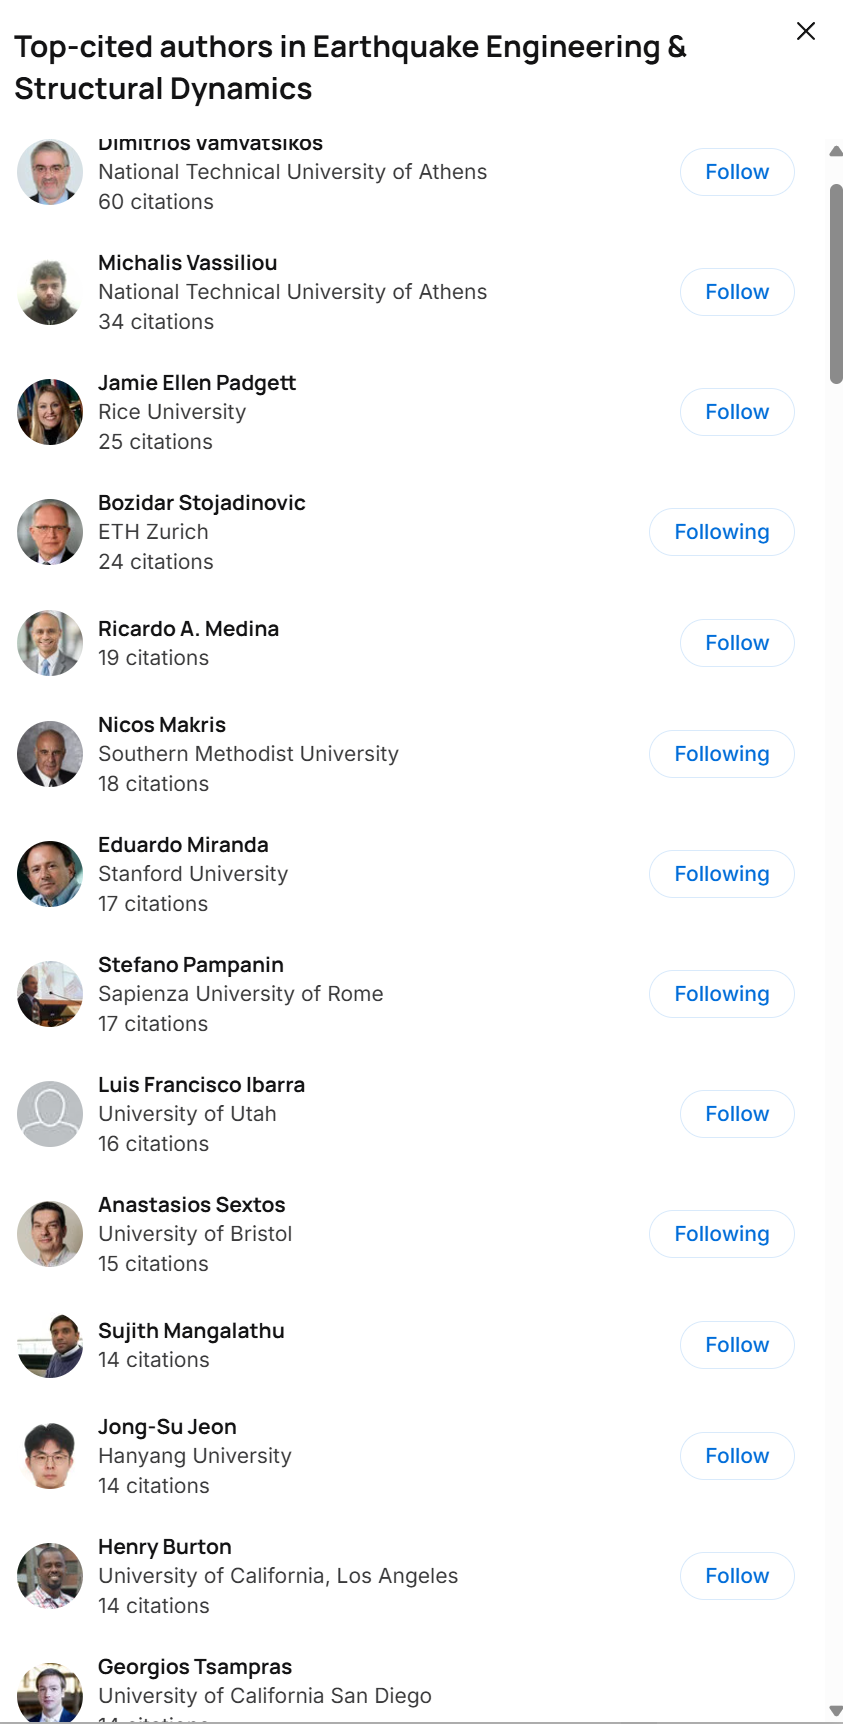 Top-cited authors in Earthquake Engineering &
Structural Dynamics
Dimitrios Vamvatsikos
National Technical University of Athens
60 citations
Follow
Michalis Vassiliou
National Technical University of Athens
34 citations
Follow
Jamie Ellen Padgett
Rice University
25 citations
Follow
Bozidar Stojadinovic
ETH Zurich
24 citations
Following
Ricardo A. Medina
19 citations
Follow
Nicos Makris
Southern Methodist University
18 citations
Following
Eduardo Miranda
Stanford University
17 citations
Following
Stefano Pampanin
Sapienza University of Rome
17 citations
Following
Luis Francisco Ibarra
University of Utah
16 citations
Follow
Anastasios Sextos
University of Bristol
15 citations
Following
Sujith Mangalathu
14 citations
Follow
Jong-Su Jeon
Hanyang University
14 citations
Follow
Henry Burton
University of California, Los Angeles
14 citations
Follow
Georgios Tsampras
University of California San Diego
14 citations